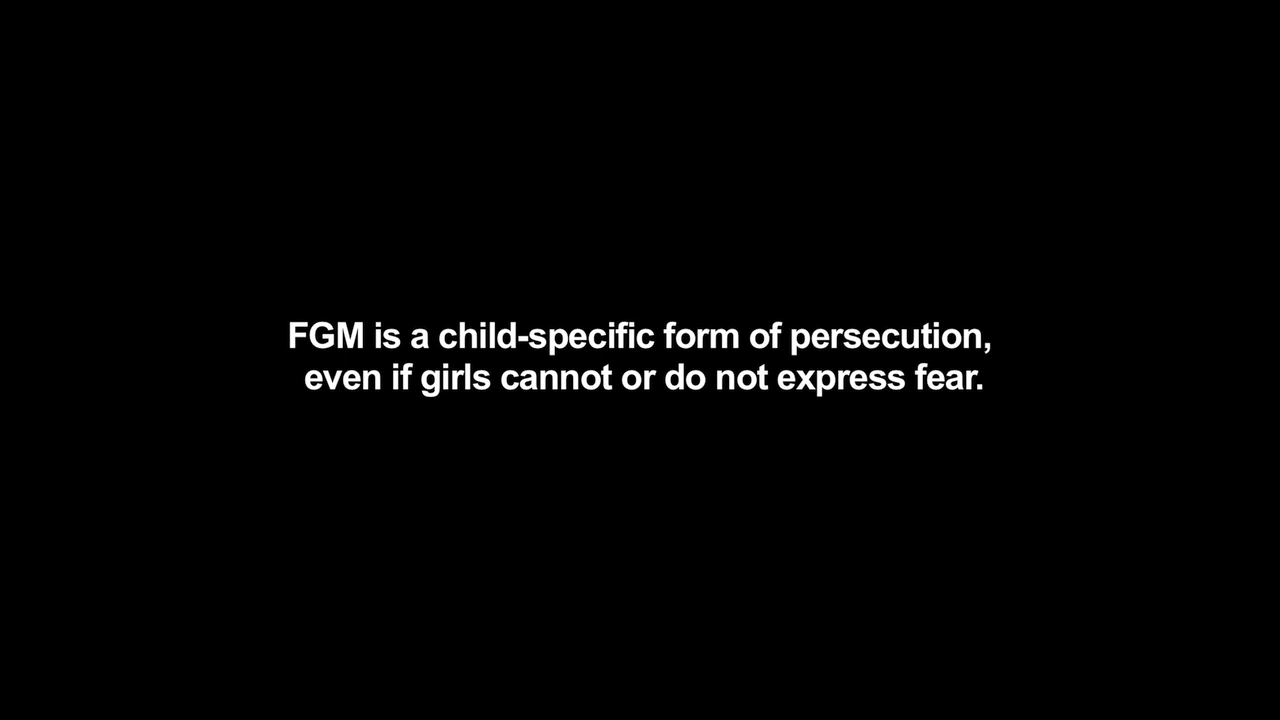 FGM is a child-specific form of persecution,
even if girls cannot or do not express fear.